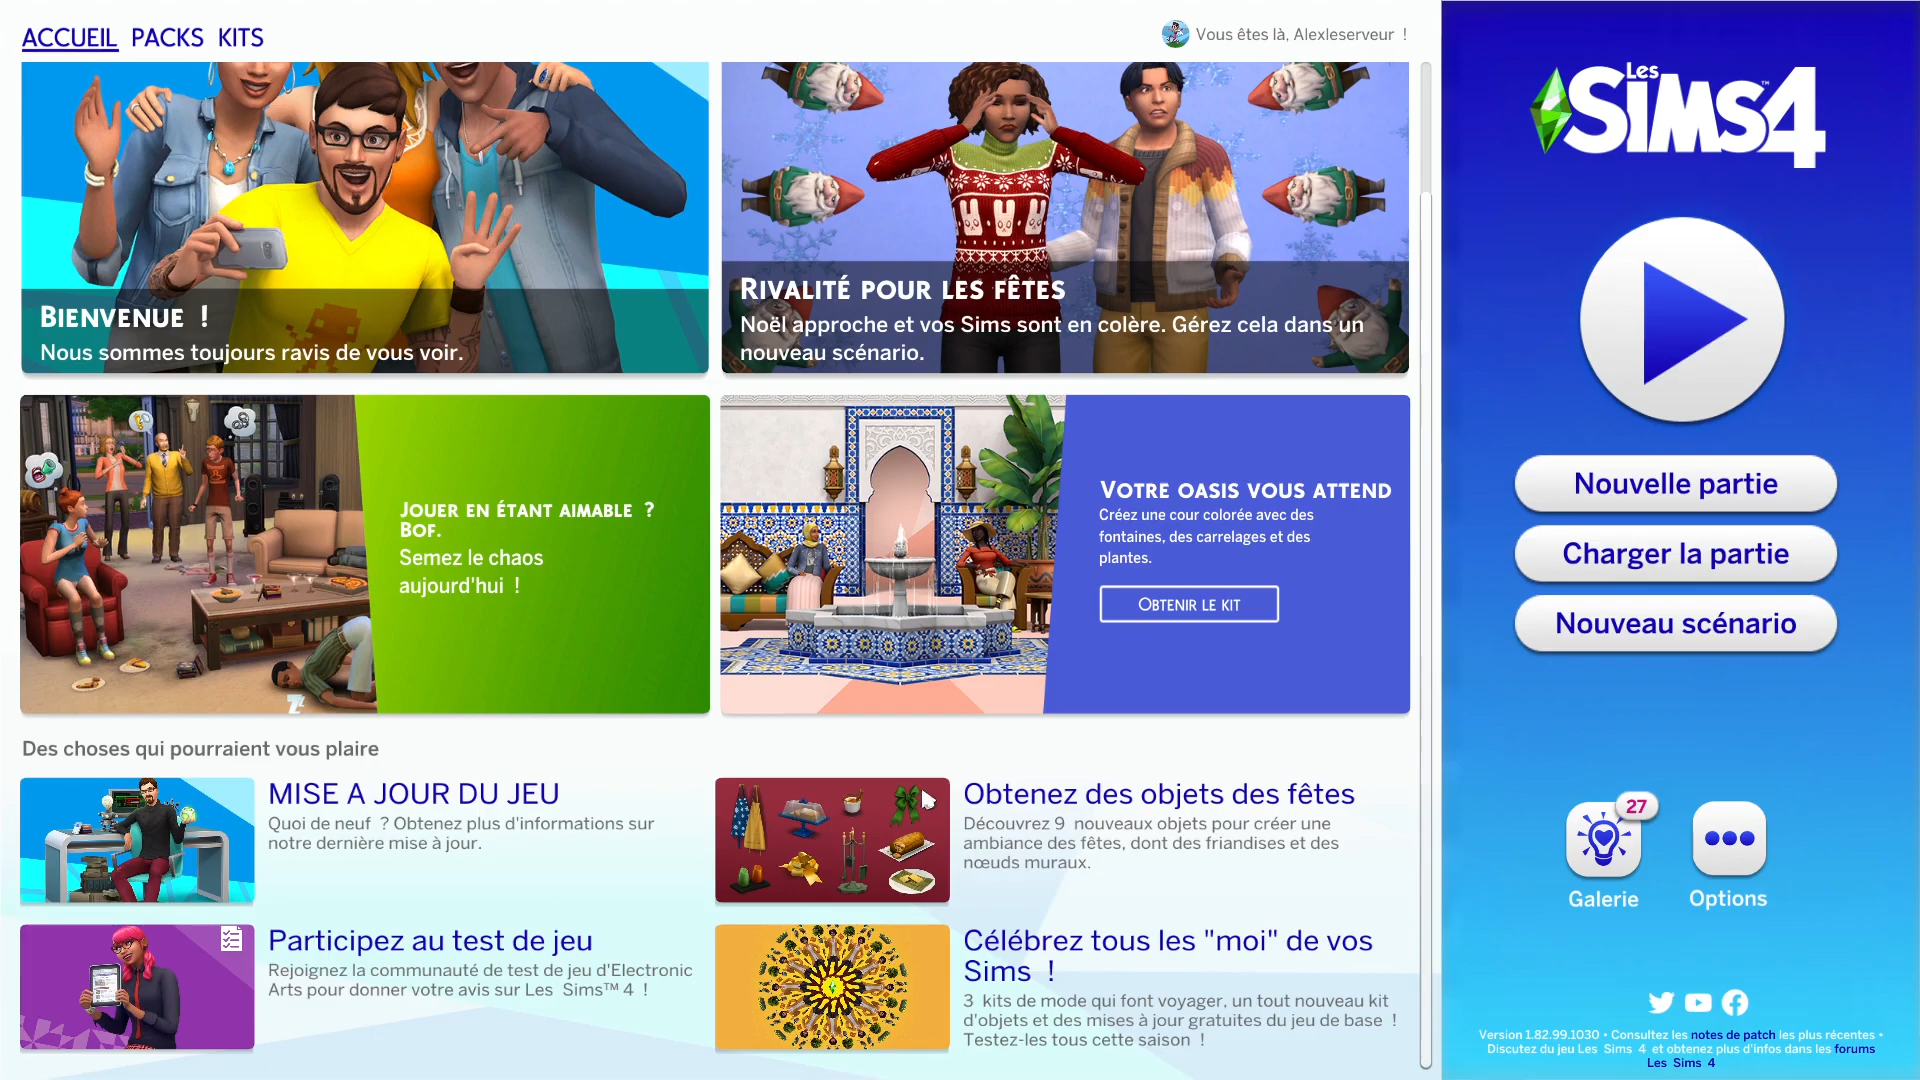 ACCUEIL PACKS KITS
Vous êtes là, Alexleserveur !
BIENVENUE !
Nous sommes toujours ravis de vous voir.
RIVALITÉ POUR LES FÊTES
Noël approche et vos Sims sont en colère. Gérez cela dans un
nouveau scénario.
JOUER EN ÉTANT AIMABLE ?
BOF.
Semez le chaos
aujourd'hui !
VOTRE OASIS VOUS ATTEND
Créez une cour colorée avec des
fontaines, des carrelages et des
plantes.
OBTENIR LE KIT
Des choses qui pourraient vous plaire
MISE A JOUR DU JEU
Quoi de neuf ? Obtenez plus d'informations sur
notre dernière mise à jour.
Obtenez des objets des fêtes
Découvrez 9 nouveaux objets pour créer une
ambiance des fêtes, dont des friandises et des
nœuds muraux.
Participez au test de jeu
Rejoignez la communauté de test de jeu d'Electronic
Arts pour donner votre avis sur Les Sims™ 4 !
Célébrez tous les "moi" de vos
Sims !
3 kits de mode qui font voyager, un tout nouveau kit
d'objets et des mises à jour gratuites du jeu de base !
Testez-les tous cette saison !
Les
SiMS4™
Nouvelle partie
Charger la partie
Nouveau scénario
27
Galerie
Options
Version 1.82.99.1030 • Consultez les notes de patch les plus récentes •
Discutez du jeu Les Sims 4 et obtenez plus d'infos dans les forums
Les Sims 4